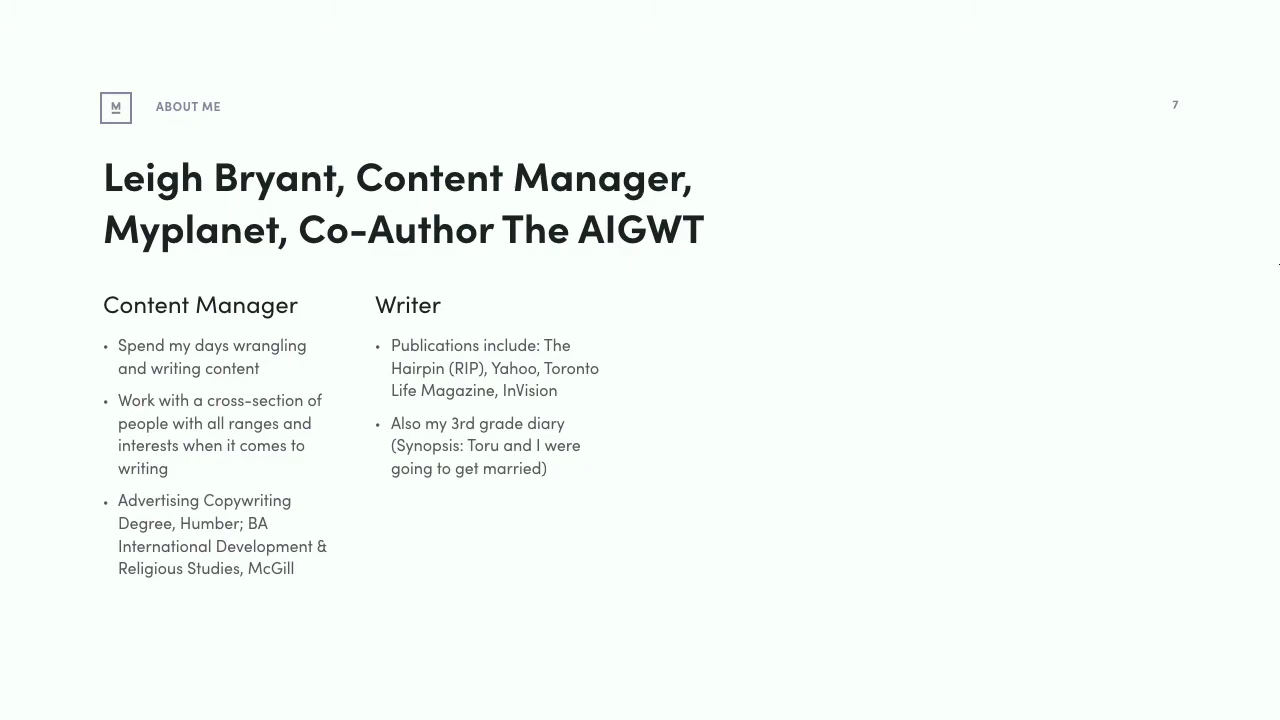 M
ABOUT ME
7
Leigh Bryant, Content Manager,
Myplanet, Co-Author The AIGWT
Content Manager
• Spend my days wrangling
and writing content
• Work with a cross-section of
people with all ranges and
interests when it comes to
writing
• Advertising Copywriting
Degree, Humber; BA
International Development &
Religious Studies, McGill
Writer
• Publications include: The
Hairpin (RIP), Yahoo, Toronto
Life Magazine, InVision
• Also my 3rd grade diary
(Synopsis: Toru and I were
going to get married)